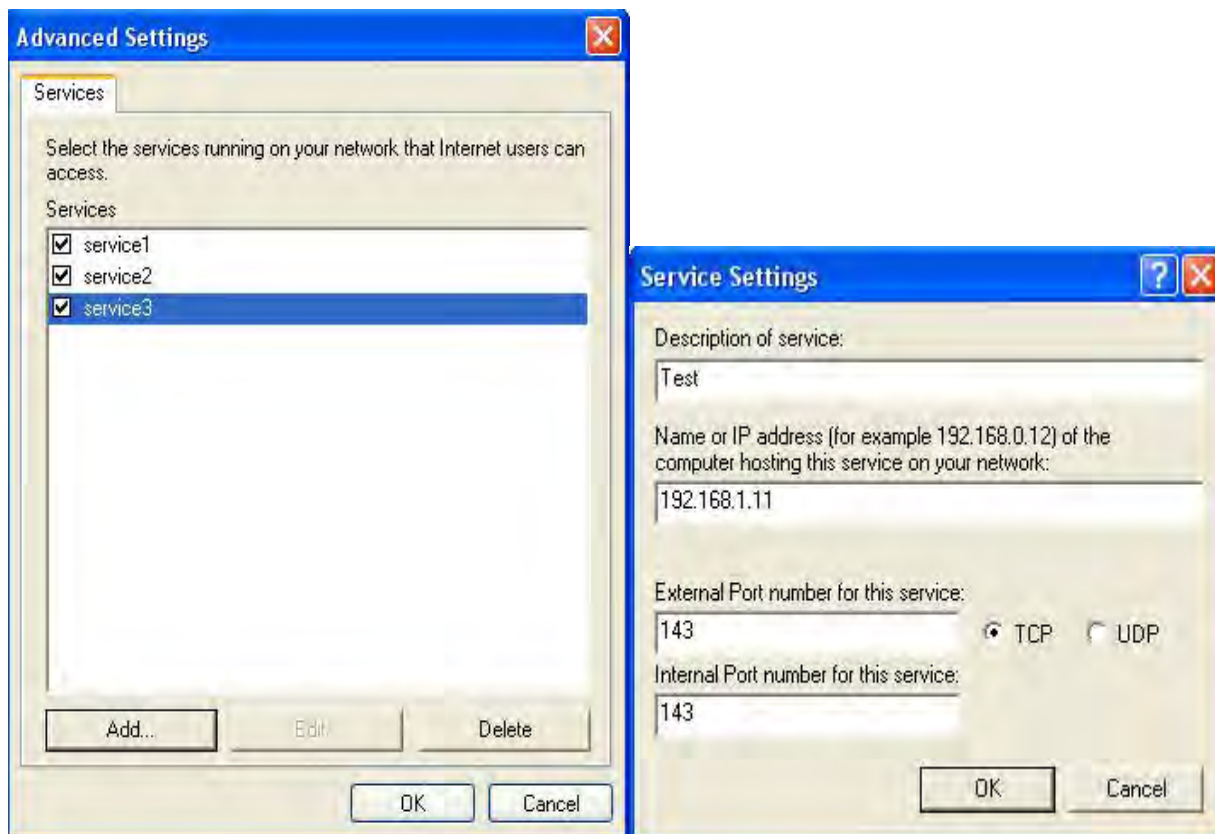 Advanced Settings
Services
Select the services running on your network that Internet users can
access.
Services
service1
service2
service3
Add...
Edit
Delete
OK
Cancel
Service Settings
Description of service:
Test
Name or IP address (for example 192.168.0.12) of the
computer hosting this service on your network:
192.168.1.11
External Port number for this service:
143
TCP
UDP
Internal Port number for this service:
143
OK
Cancel